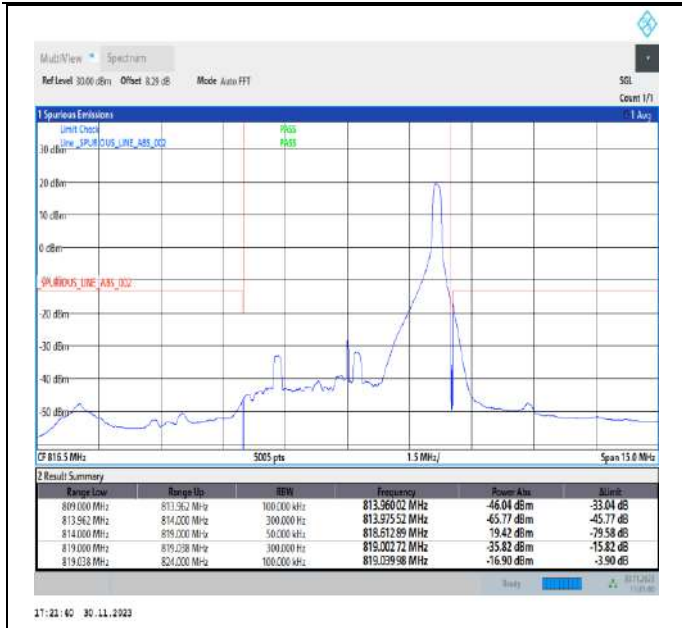 MultiView Spectrum
Ref Level 30.00 dBm Offset 8.29 dB Mode Auto FFT SGL
Count 1/1
1 Spurious Emissions 1 Avg
Limit Check PASS
Line _SPURIOUS_LINE_ABS_002 PASS
30 dBm
20 dBm
10 dBm
0 dBm
_SPURIOUS_LINE_ABS_002
-20 dBm
-30 dBm
-40 dBm
-50 dBm
CF 816.5 MHz 5005 pts 1.5 MHz/ Span 15.0 MHz
2 Result Summary
Range Low Range Up RBW Frequency Power Abs ΔLimit
809.000 MHz 813.962 MHz 100.000 kHz 813.96002 MHz -46.04 dBm -33.04 dB
813.962 MHz 814.000 MHz 300.000 Hz 813.97552 MHz -65.77 dBm -45.77 dB
814.000 MHz 819.000 MHz 50.000 kHz 818.61289 MHz 19.42 dBm -79.58 dB
819.000 MHz 819.038 MHz 300.000 Hz 819.00272 MHz -35.82 dBm -15.82 dB
819.038 MHz 824.000 MHz 100.000 kHz 819.03998 MHz -16.90 dBm -3.90 dB
Ready
17:21:40 30.11.2023